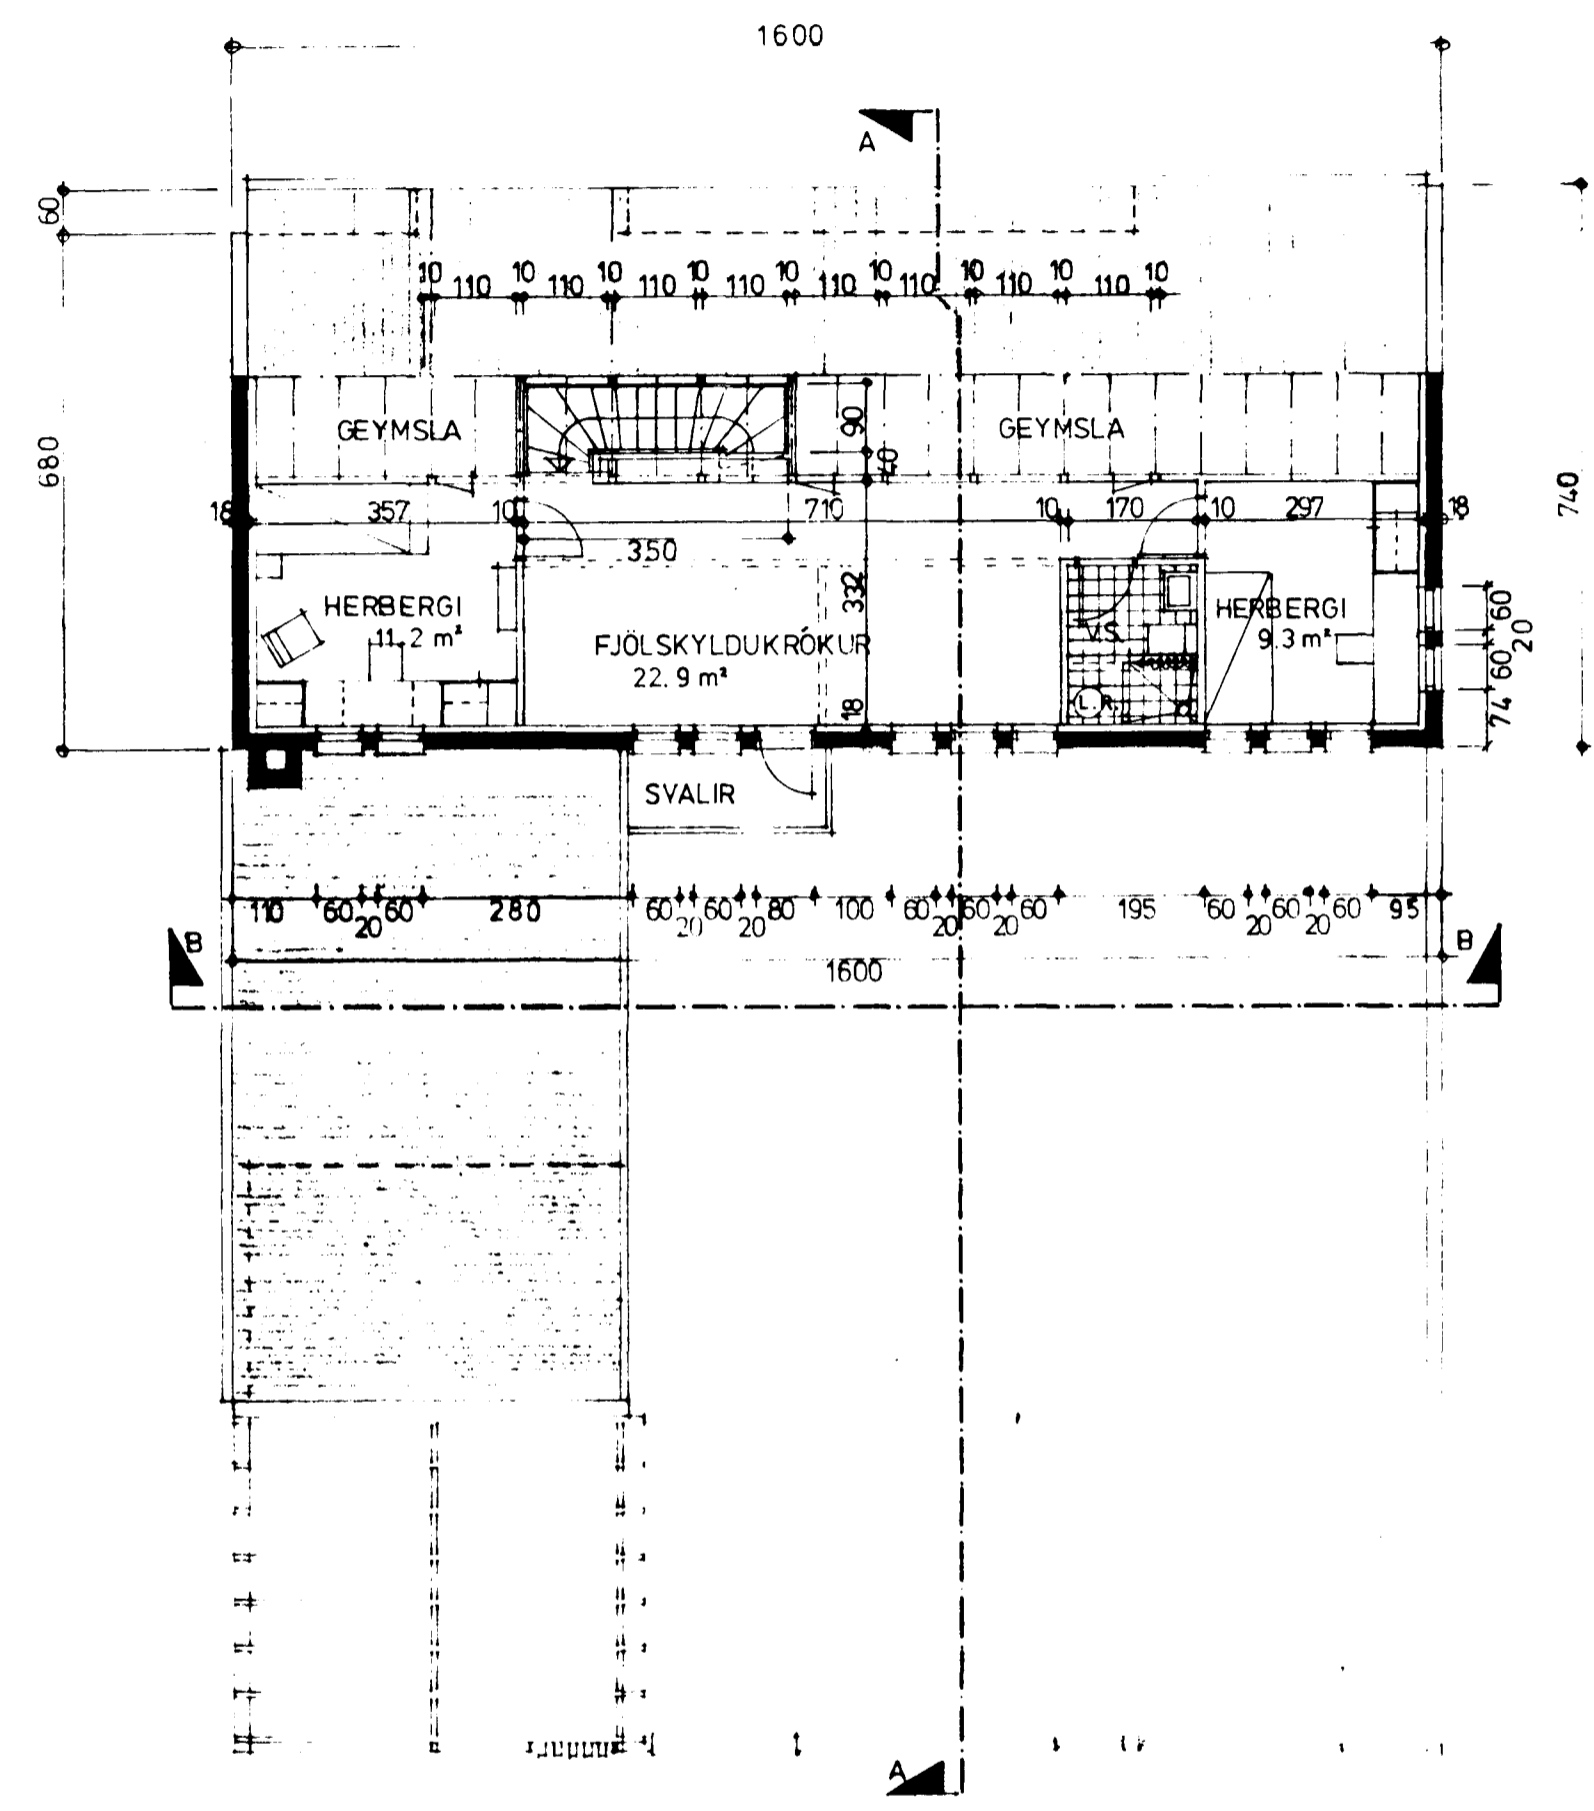 1600
A
60
10 110 10 110 10 110 10 110 10 110 10 110 10 110 10 110 10
GEYMSLA
GEYMSLA
90
40
680
740
18 357 10 710 10 170 10 297 18
350
332
HERBERGI
11.2 m²
FJÖLSKYLDUKRÓKUR
22.9 m²
V.S.
HERBERGI
9.3 m²
60
20
60
74
18
L.R.
SVALIR
110 60 20 60 280 60 20 60 20 80 100 60 20 60 20 60 195 60 20 60 20 60 95
B
B
1600
A